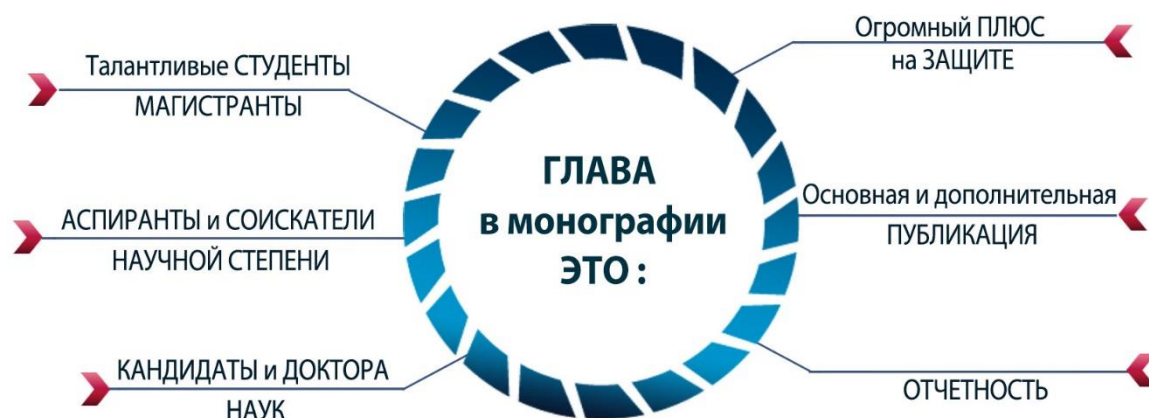 Талантливые СТУДЕНТЫ
МАГИСТРАНТЫ
АСПИРАНТЫ и СОИСКАТЕЛИ
НАУЧНОЙ СТЕПЕНИ
КАНДИДАТЫ и ДОКТОРА
НАУК
ГЛАВА
в монографии
ЭТО :
Огромный ПЛЮС
на ЗАЩИТЕ
Основная и дополнительная
ПУБЛИКАЦИЯ
ОТЧЕТНОСТЬ